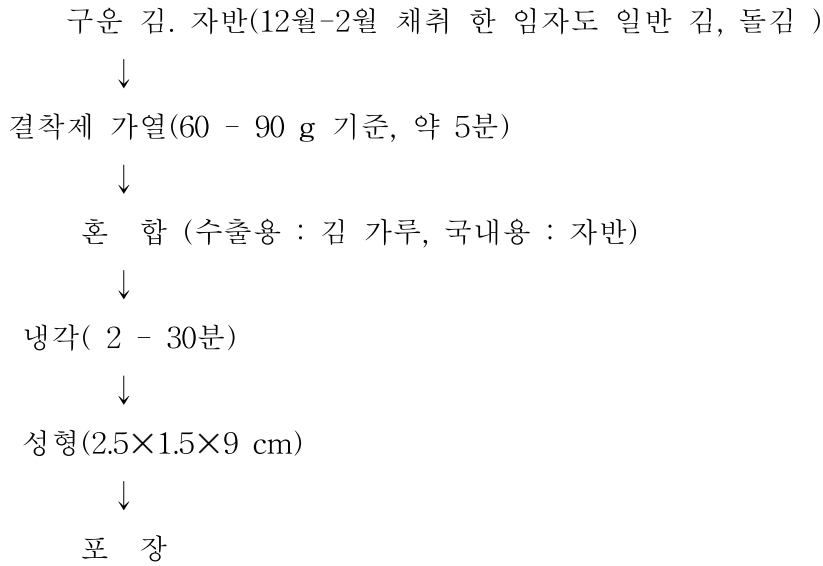 구운 김. 자반(12월-2월 채취 한 임자도 일반 김, 돌김 )
↓
결착제 가열(60 - 90 g 기준, 약 5분)
↓
혼 합 (수출용 : 김 가루, 국내용 : 자반)
↓
냉각( 2 - 30분)
↓
성형(2.5×1.5×9 cm)
↓
포 장